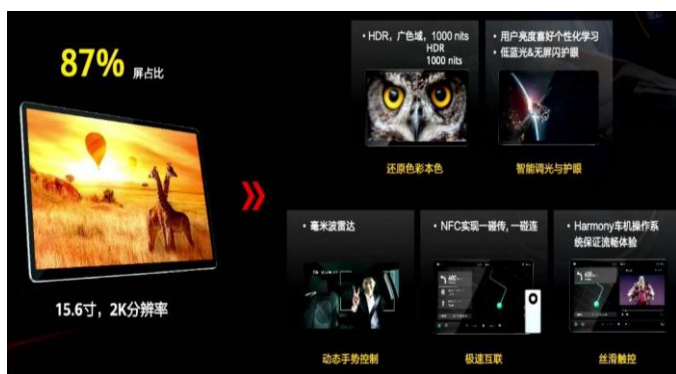 87% 屏占比
15.6寸，2K分辨率
• HDR，广色域，1000 nits
HDR
1000 nits
还原色彩本色
• 用户亮度喜好个性化学习
• 低蓝光&无屏闪护眼
智能调光与护眼
• 毫米波雷达
动态手势控制
• NFC实现一碰传, 一碰连
极速互联
• Harmony车机操作系
统保证流畅体验
丝滑触控